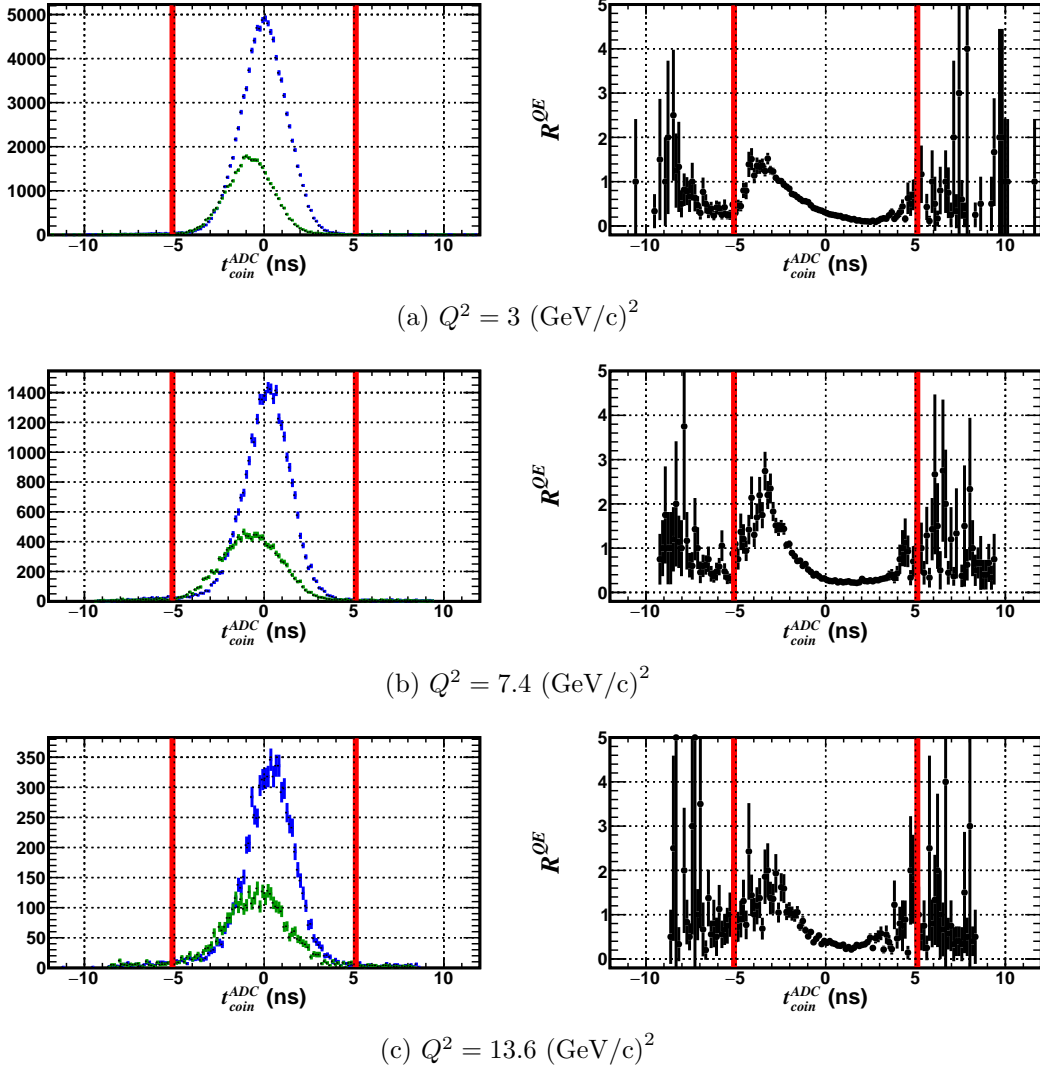 5000
4000
3000
2000
1000
0
−10 −5 0 5 10
t_coin^ADC (ns)
R^QE
5
4
3
2
1
0
−10 −5 0 5 10
t_coin^ADC (ns)
(a) Q² = 3 (GeV/c)²
1400
1200
1000
800
600
400
200
0
−10 −5 0 5 10
t_coin^ADC (ns)
R^QE
5
4
3
2
1
0
−10 −5 0 5 10
t_coin^ADC (ns)
(b) Q² = 7.4 (GeV/c)²
350
300
250
200
150
100
50
0
−10 −5 0 5 10
t_coin^ADC (ns)
R^QE
5
4
3
2
1
0
−10 −5 0 5 10
t_coin^ADC (ns)
(c) Q² = 13.6 (GeV/c)²